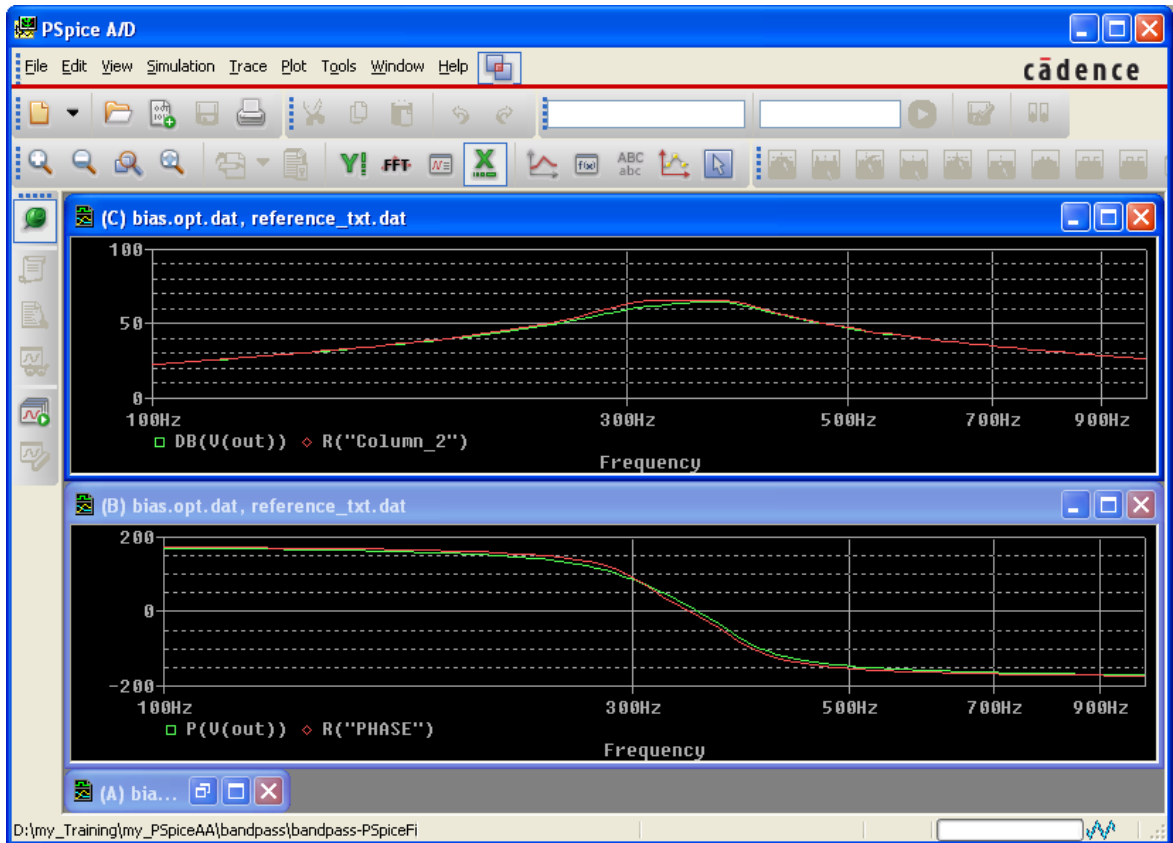 PSpice A/D
File Edit View Simulation Trace Plot Tools Window Help
cādence
FFT
ABC
abc
f(x)
(C) bias.opt.dat, reference_txt.dat
100
50
0
100Hz 300Hz 500Hz 700Hz 900Hz
DB(V(out)) R("Column_2")
Frequency
(B) bias.opt.dat, reference_txt.dat
200
0
-200
100Hz 300Hz 500Hz 700Hz 900Hz
P(V(out)) R("PHASE")
Frequency
(A) bia...
D:\my_Training\my_PSpiceAA\bandpass\bandpass-PSpiceFi